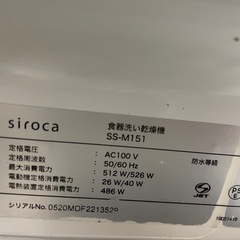 siroca
食器洗い乾燥機
SS-M151
定格電圧 : AC100 V
定格周波数 : 50/60 Hz
最大消費電力 : 512 W/526 W
電動機定格消費電力 : 26 W/40 W
電熱装置定格消費電力 : 486 W
防水等級
JET
PS
E
シリアルNo. 0520MDF2213529